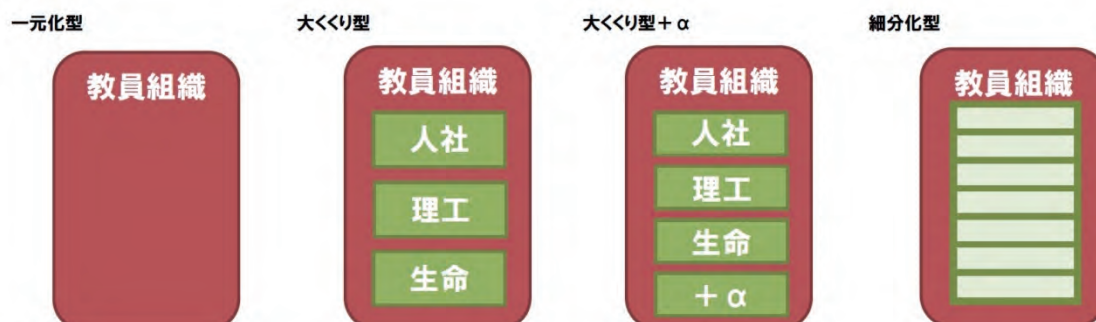 一元化型
教員組織
大くくり型
教員組織
人社
理工
生命
大くくり型＋α
教員組織
人社
理工
生命
＋α
細分化型
教員組織